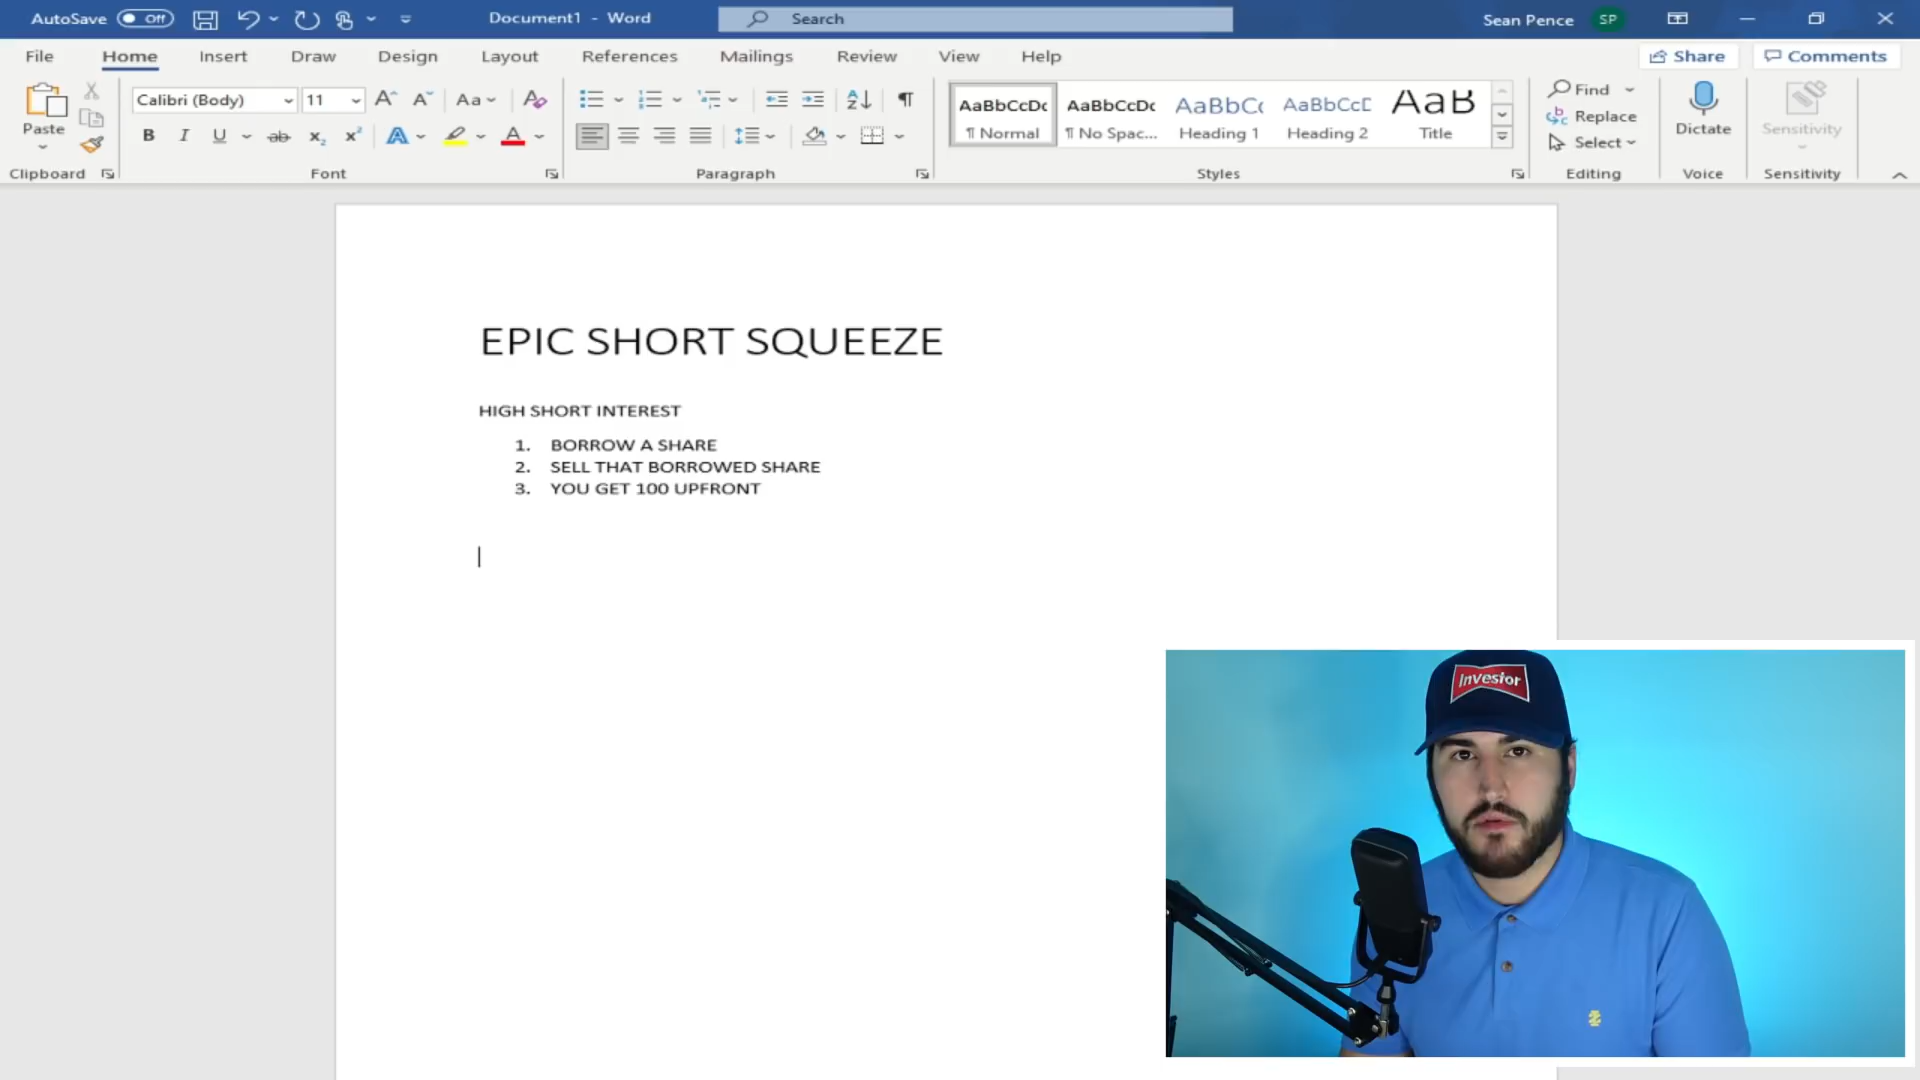 AutoSave Off Document1 - Word Search Sean Pence SP
File Home Insert Draw Design Layout References Mailings Review View Help Share Comments
Paste
Calibri (Body) 11 Aa
AaBbCcDc AaBbCcDc AaBbC( AaBbCcD AaB
¶ Normal ¶ No Spac... Heading 1 Heading 2 Title
Find
Replace
Select
Dictate
Sensitivity
Clipboard Font Paragraph Styles Editing Voice Sensitivity
EPIC SHORT SQUEEZE
HIGH SHORT INTEREST
1. BORROW A SHARE
2. SELL THAT BORROWED SHARE
3. YOU GET 100 UPFRONT
Investor